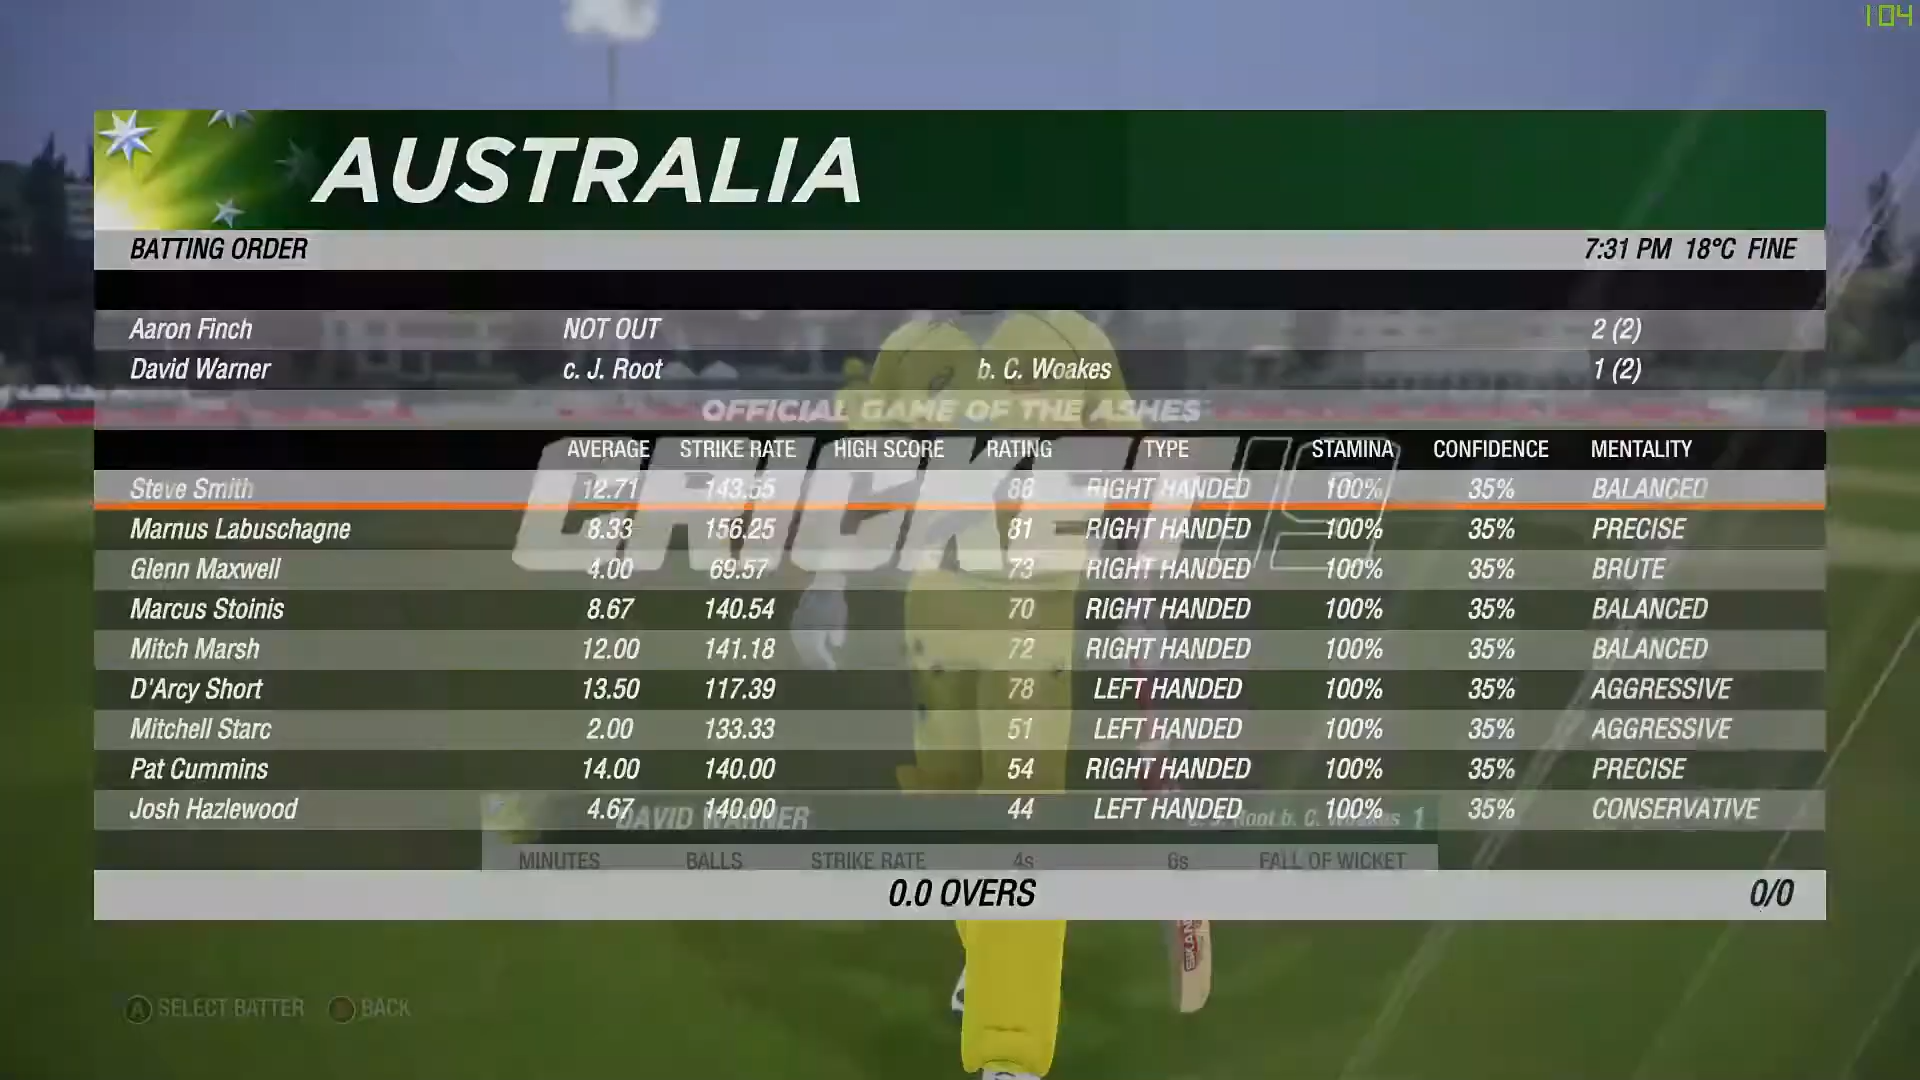 104
AUSTRALIA
BATTING ORDER 7:31 PM 18°C FINE
Aaron Finch NOT OUT 2 (2)
David Warner c. J. Root b. C. Woakes 1 (2)
OFFICIAL GAME OF THE ASHES
CRICKET 19
AVERAGE STRIKE RATE HIGH SCORE RATING TYPE STAMINA CONFIDENCE MENTALITY
Steve Smith 12.71 143.55 88 RIGHT HANDED 100% 35% BALANCED
Marnus Labuschagne 8.33 156.25 81 RIGHT HANDED 100% 35% PRECISE
Glenn Maxwell 4.00 69.57 73 RIGHT HANDED 100% 35% BRUTE
Marcus Stoinis 8.67 140.54 70 RIGHT HANDED 100% 35% BALANCED
Mitch Marsh 12.00 141.18 72 RIGHT HANDED 100% 35% BALANCED
D'Arcy Short 13.50 117.39 78 LEFT HANDED 100% 35% AGGRESSIVE
Mitchell Starc 2.00 133.33 51 LEFT HANDED 100% 35% AGGRESSIVE
Pat Cummins 14.00 140.00 54 RIGHT HANDED 100% 35% PRECISE
Josh Hazlewood 4.67 140.00 44 LEFT HANDED 100% 35% CONSERVATIVE
DAVID WARNER c. J. Root b. C. Woakes 1
MINUTES BALLS STRIKE RATE 4s 6s FALL OF WICKET
0.0 OVERS 0/0
A SELECT BATTER BACK